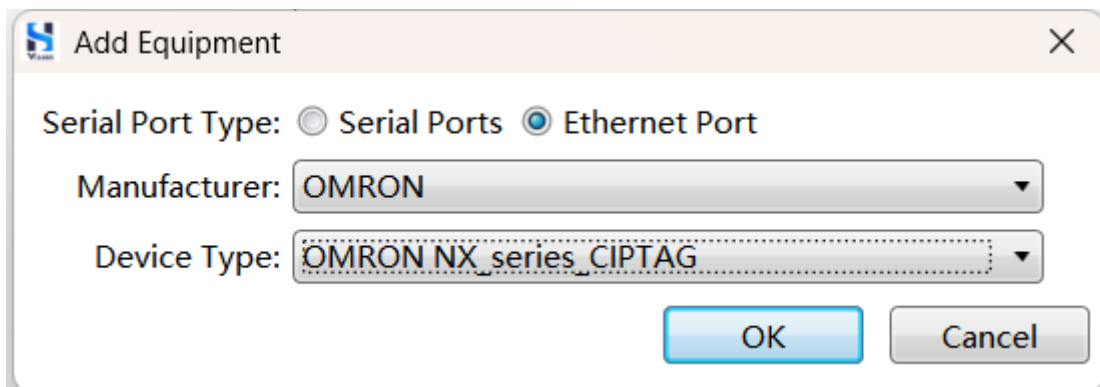 Add Equipment
Serial Port Type: Serial Ports Ethernet Port
Manufacturer: OMRON
Device Type: OMRON NX_series_CIPTAG
OK Cancel